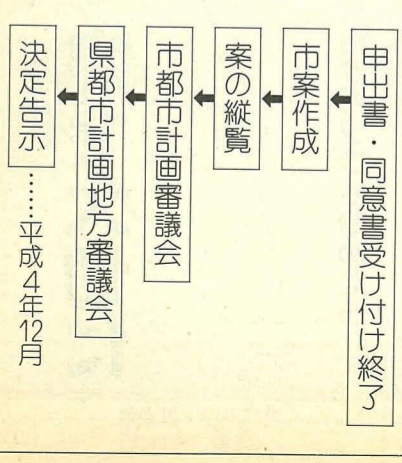 申出書・同意書受け付け終了
市案作成
案の縦覧
市都市計画審議会
県都市計画地方審議会
決定告示……平成4年12月